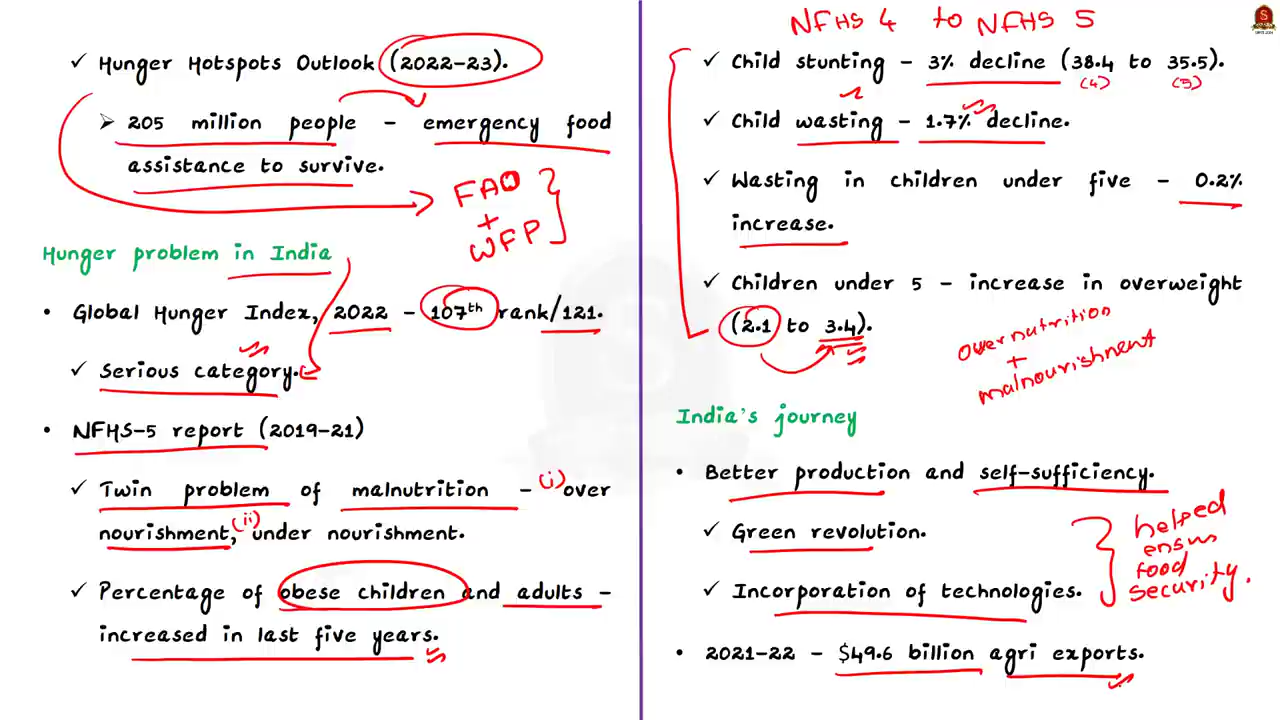 ✓ Hunger Hotspots Outlook (2022-23).
➢ 205 million people - emergency food
assistance to survive.
FAO
+
WFP
Hunger problem in India
• Global Hunger Index, 2022 - 107th rank/121.
✓ Serious category.
• NFHS-5 report (2019-21)
✓ Twin problem of malnutrition - (i) over
nourishment, (ii) under nourishment.
✓ Percentage of obese children and adults -
increased in last five years.
NFHS 4 to NFHS 5
✓ Child stunting - 3% decline (38.4 to 35.5).
(4) (5)
✓ Child wasting - 1.7% decline.
✓ Wasting in children under five - 0.2%
increase.
✓ Children under 5 - increase in overweight
(2.1 to 3.4).
overnutrition
+
malnourishment
India's journey
• Better production and self-sufficiency.
✓ Green revolution.
✓ Incorporation of technologies.
helped
food
security.
• 2021-22 - $49.6 billion agri exports.